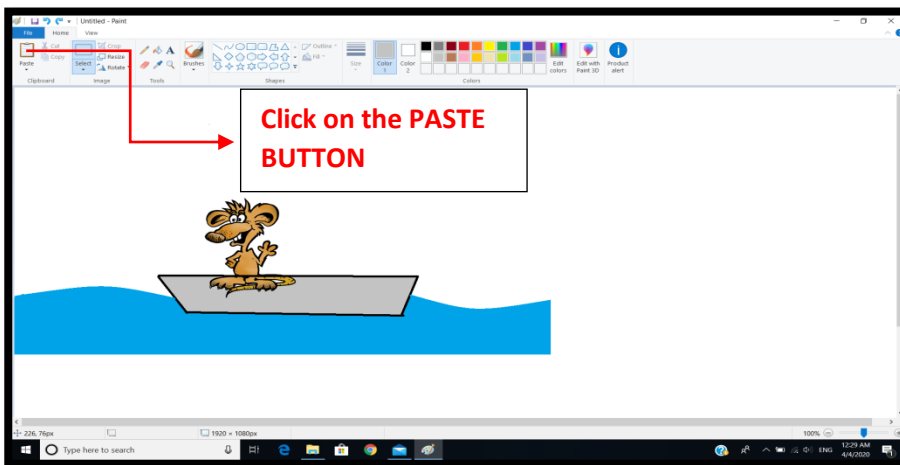 Untitled - Paint
File Home View
Paste
Cut
Copy
Clipboard
Select
Crop
Resize
Rotate
Image
A
Tools
Brushes
Outline
Fill
Shapes
Size
Color 1
Color 2
Colors
Edit colors
Edit with Paint 3D
Product alert
Click on the PASTE
BUTTON
226, 76px
1920 × 1080px
100%
Type here to search
ENG
12:29 AM
4/4/2020